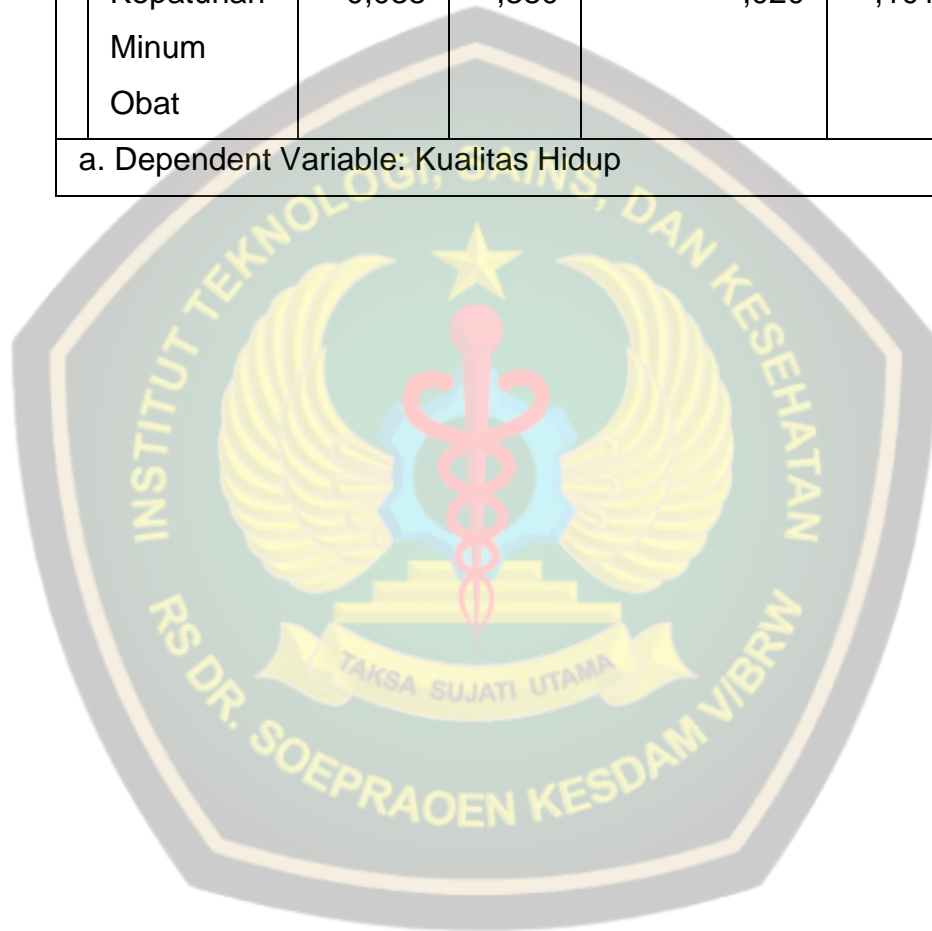 Minum
Obat
a. Dependent Variable: Kualitas Hidup
INSTITUT TEKNOLOGI, SAINS, DAN KESEHATAN
TAKSA SUJATI UTAMA
RS DR. SOEPRAOEN KESDAM V/BRW